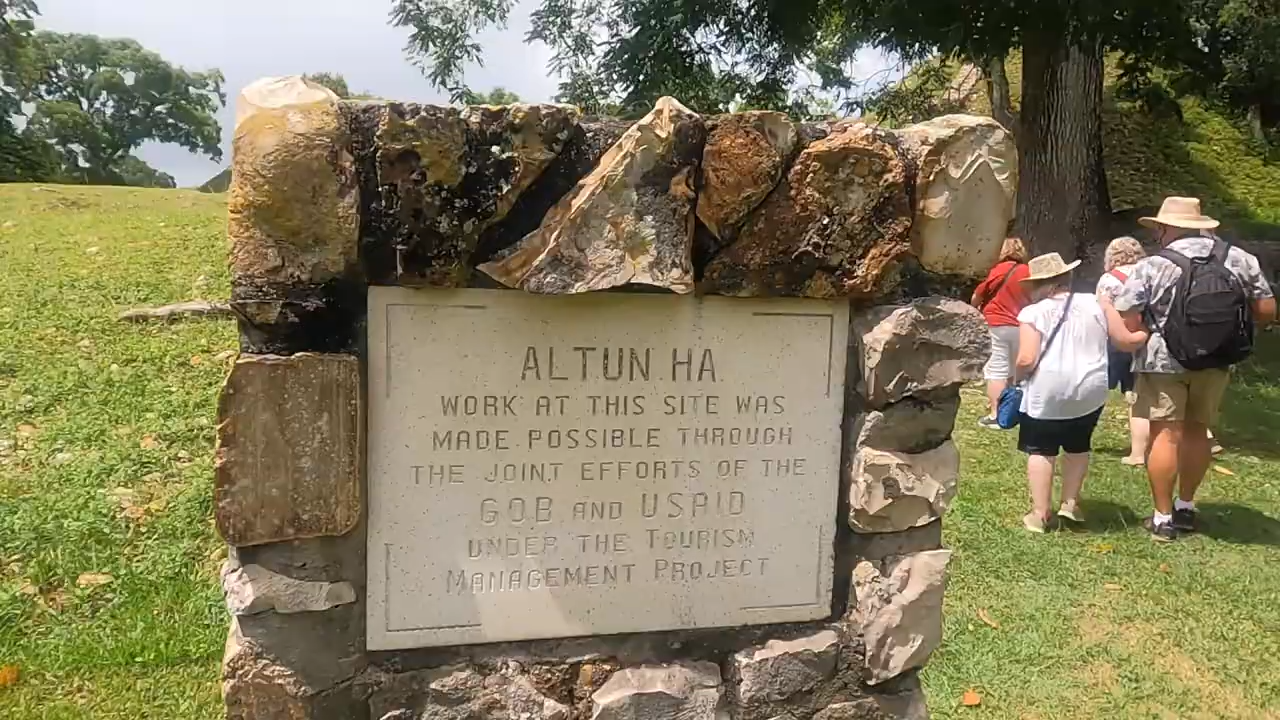 ALTUN HA
WORK AT THIS SITE WAS
MADE POSSIBLE THROUGH
THE JOINT EFFORTS OF THE
GOB AND USAID
UNDER THE TOURISM
MANAGEMENT PROJECT